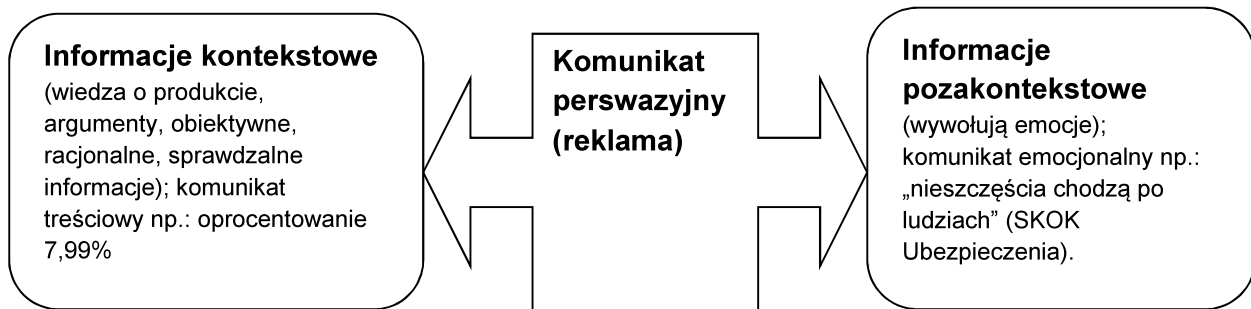 Informacje kontekstowe
(wiedza o produkcie,
argumenty, obiektywne,
racjonalne, sprawdzalne
informacje); komunikat
treściowy np.: oprocentowanie
7,99%
Komunikat
perswazyjny
(reklama)
Informacje
pozakontekstowe
(wywołują emocje);
komunikat emocjonalny np.:
„nieszczęścia chodzą po
ludziach” (SKOK
Ubezpieczenia).